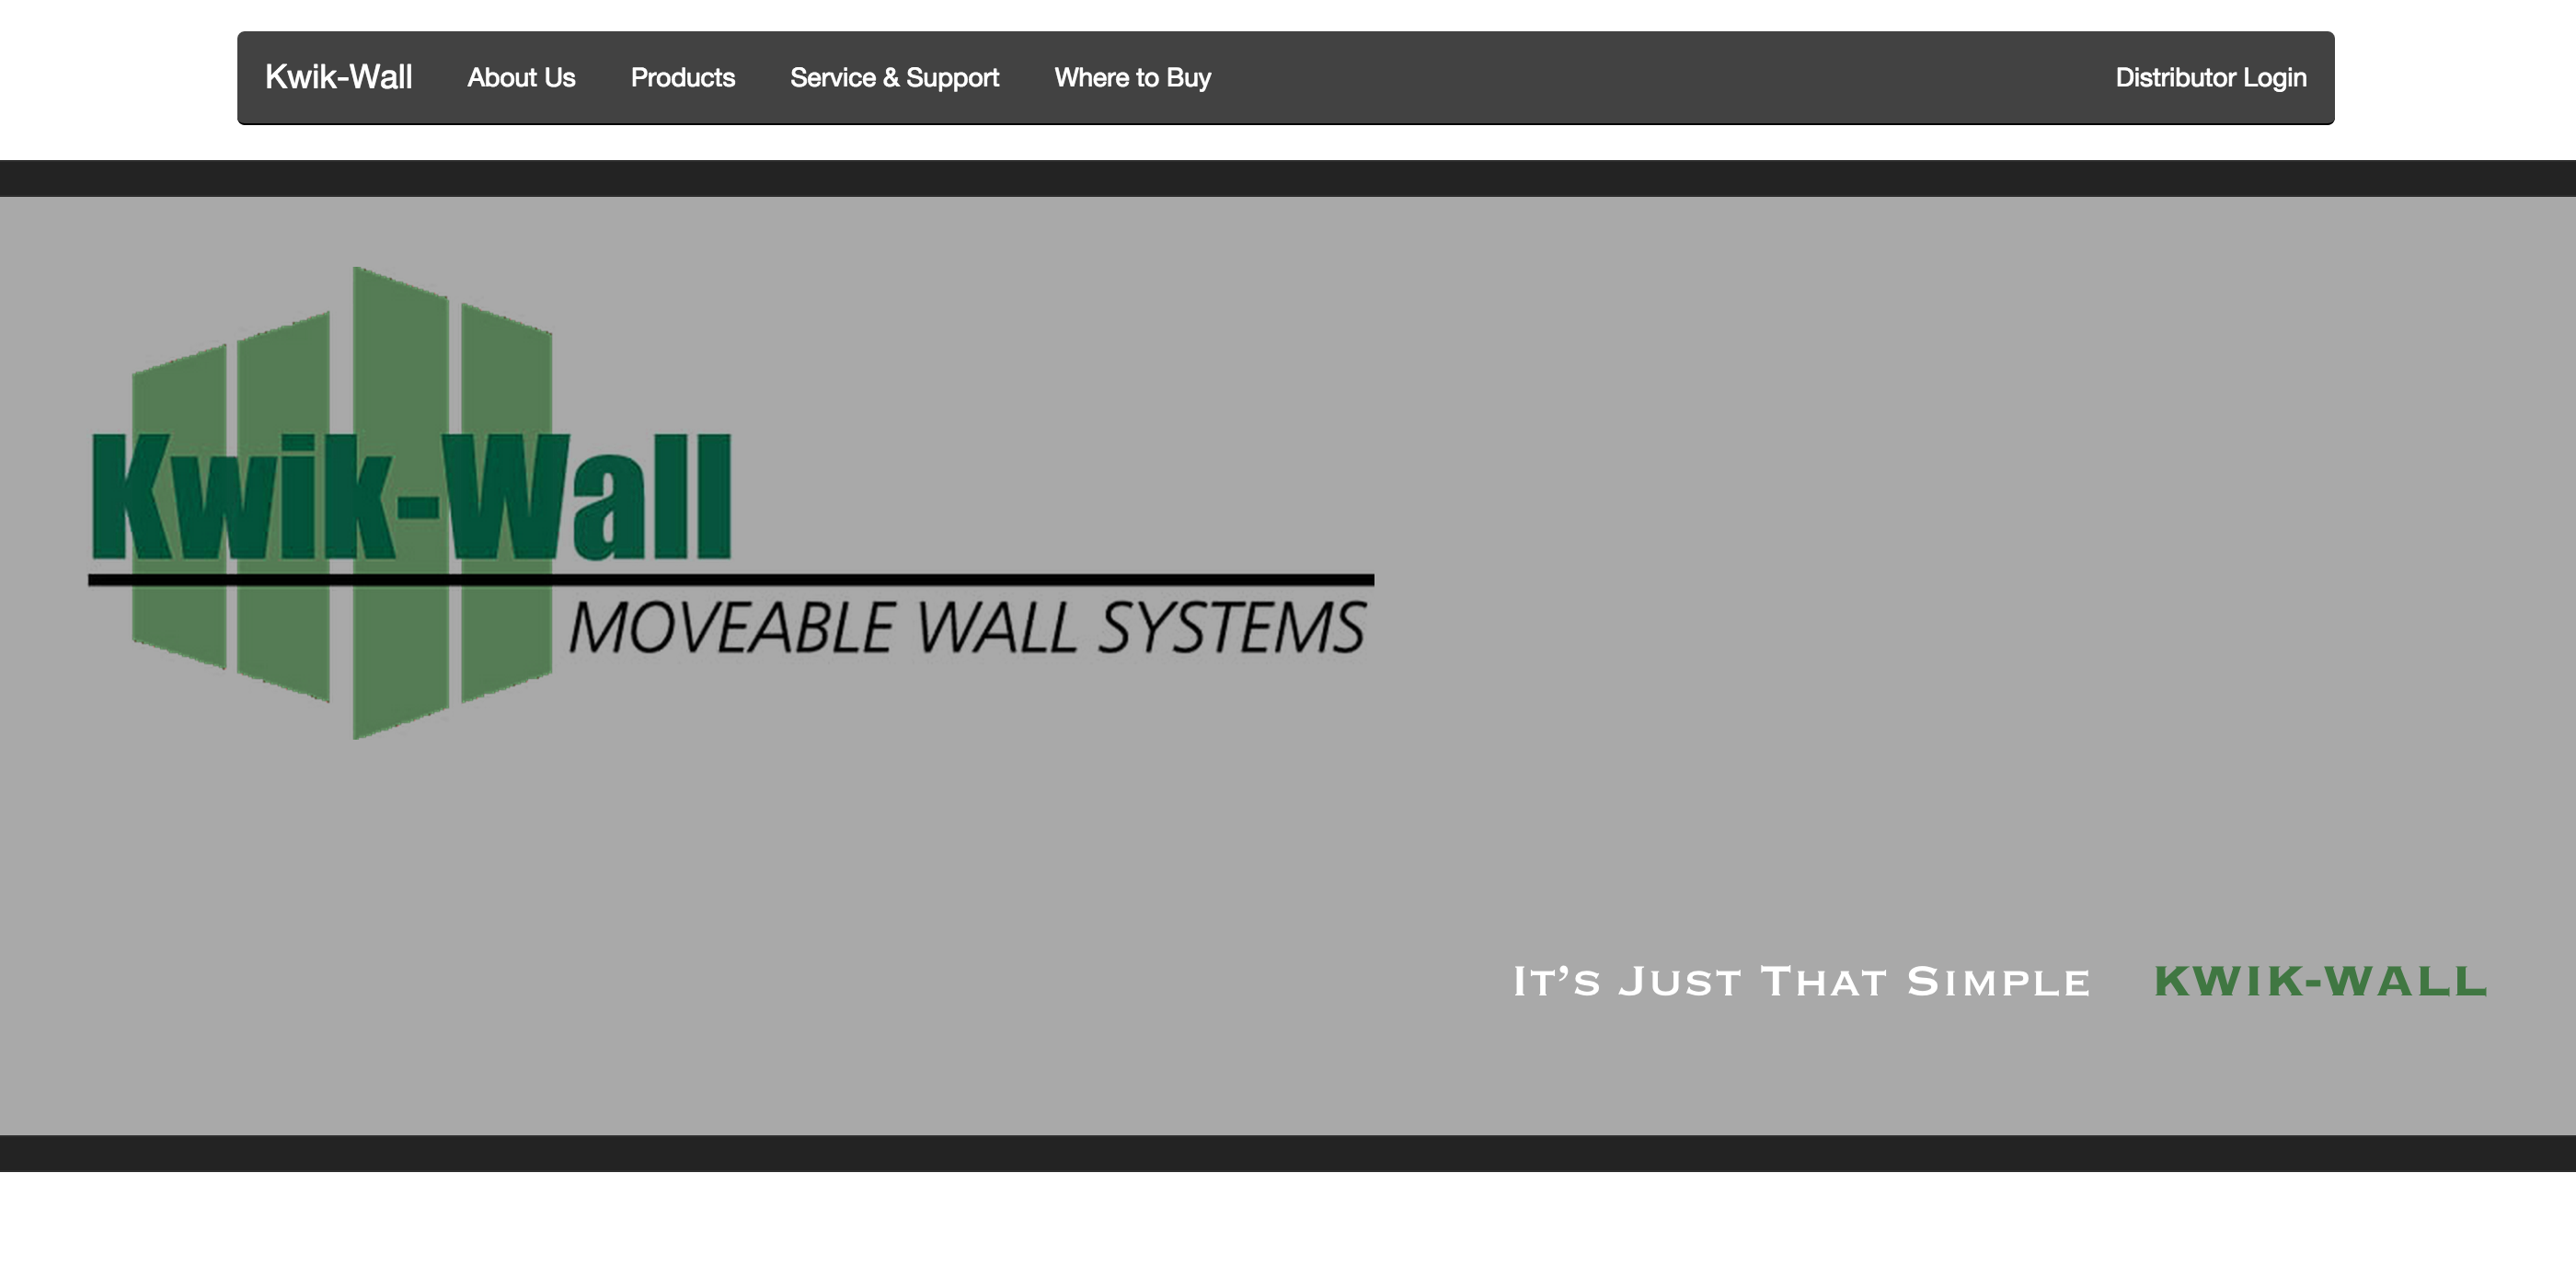 Kwik-Wall About Us Products Service & Support Where to Buy Distributor Login
Kwik-Wall
MOVEABLE WALL SYSTEMS
It’s Just That Simple KWIK-WALL